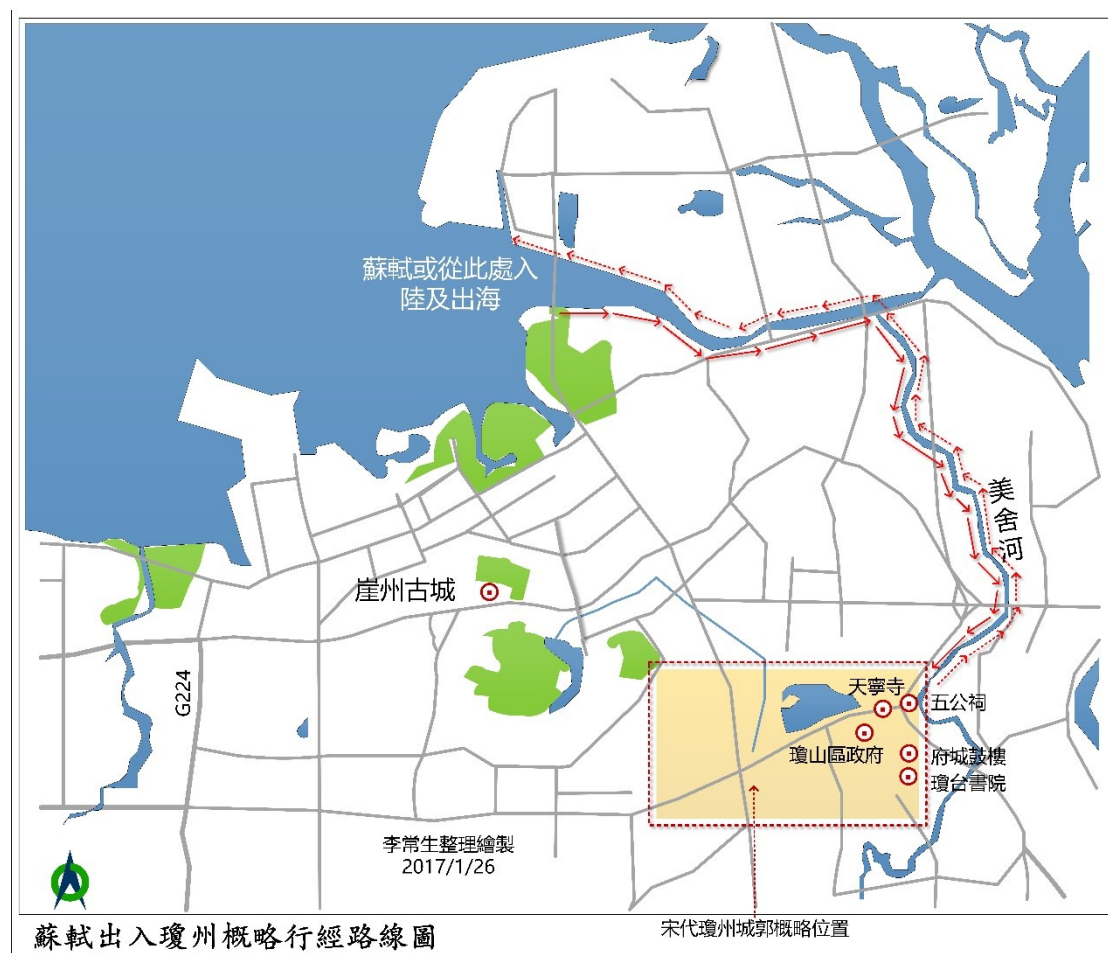 蘇軾或從此處入
陸及出海
美舍河
崖州古城
G224
天寧寺
五公祠
瓊山區政府
府城鼓樓
瓊台書院
李常生整理繪製
2017/1/26
宋代瓊州城郭概略位置
蘇軾出入瓊州概略行經路線圖